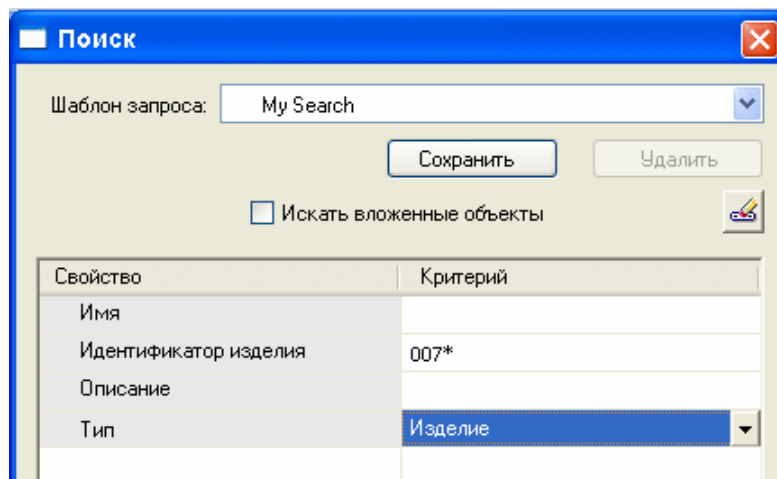 Поиск
Шаблон запроса: My Search
Сохранить Удалить
Искать вложенные объекты
Свойство Критерий
Имя
Идентификатор изделия 007*
Описание
Тип Изделие